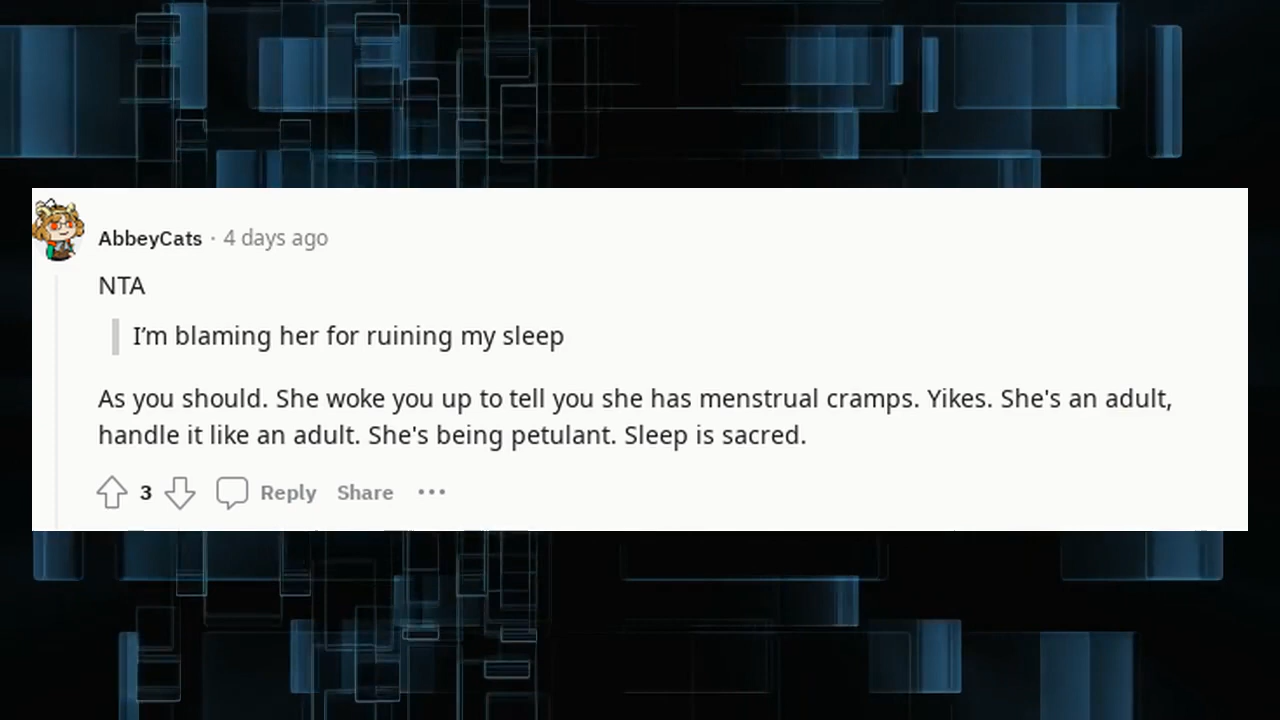 AbbeyCats · 4 days ago
NTA
I’m blaming her for ruining my sleep
As you should. She woke you up to tell you she has menstrual cramps. Yikes. She's an adult,
handle it like an adult. She's being petulant. Sleep is sacred.
3 Reply Share ···